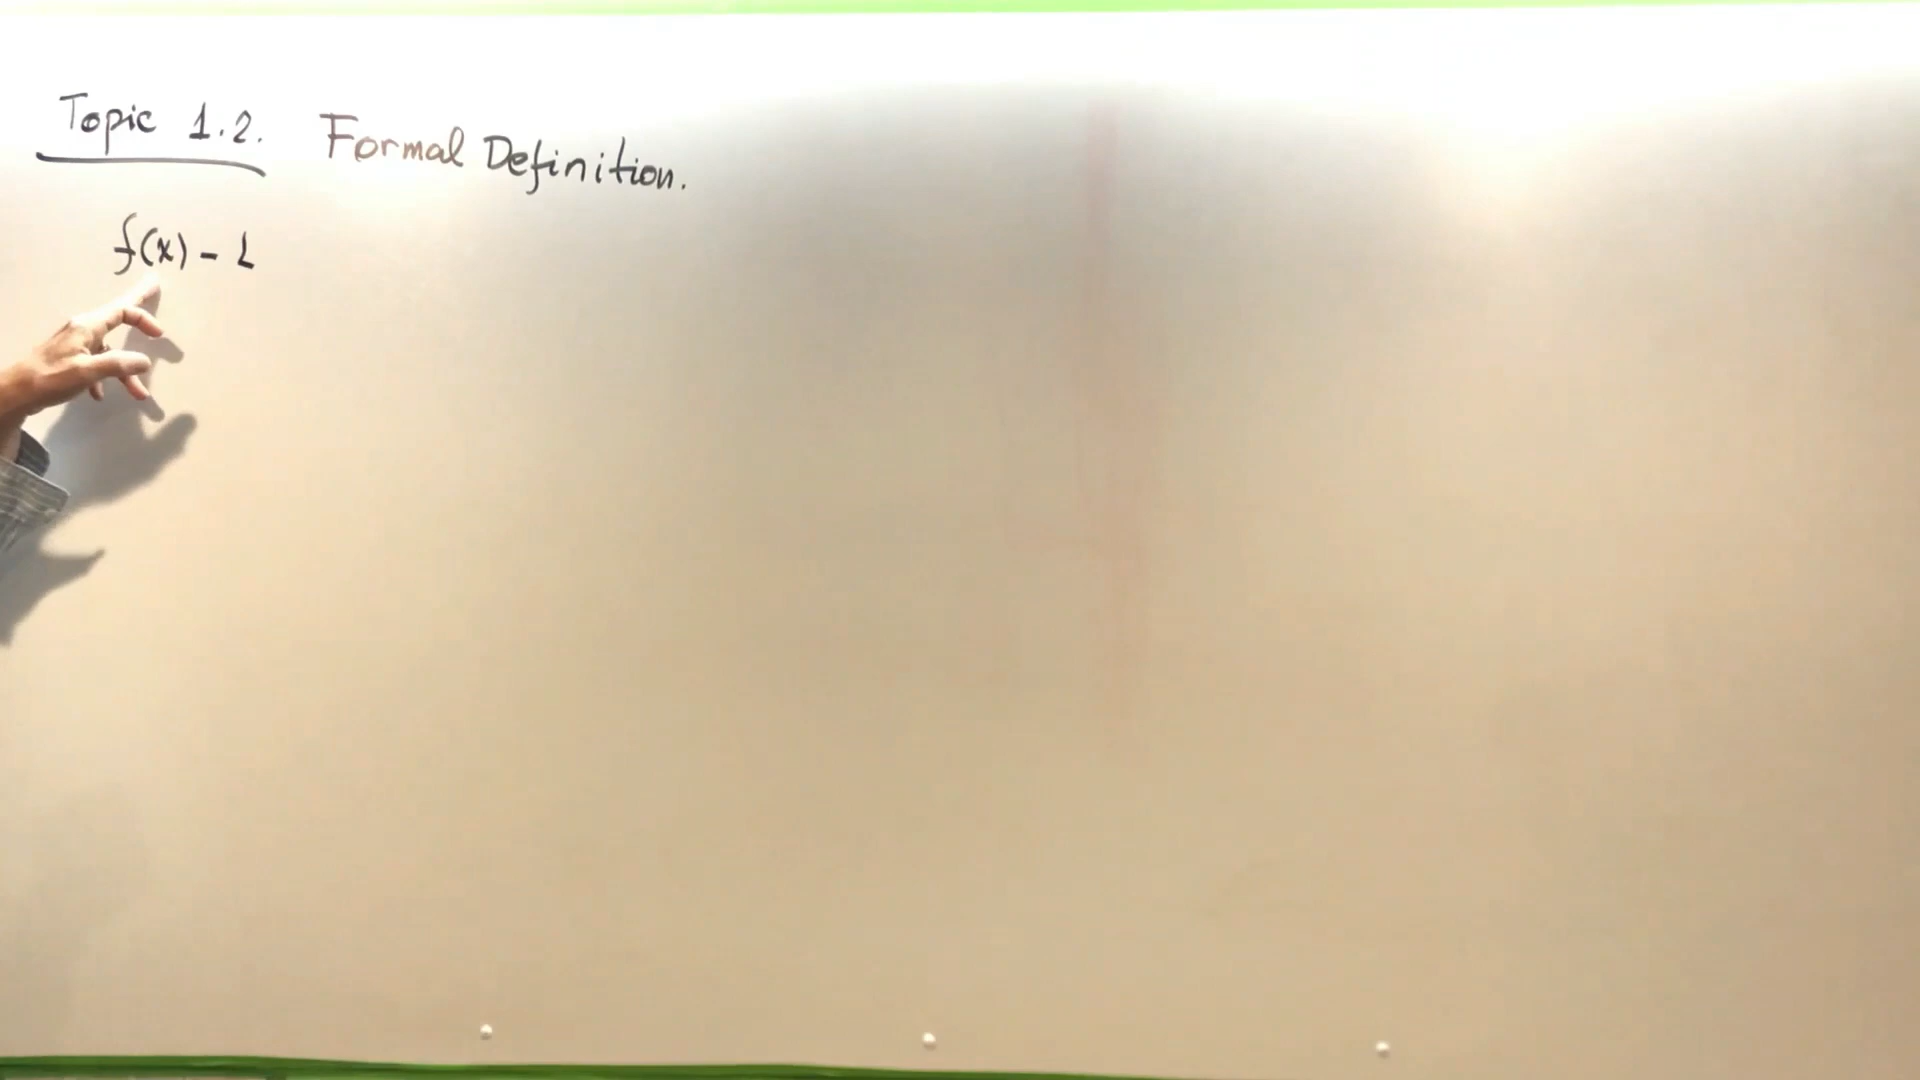 Topic 1.2. Formal Definition.
f(x) - L